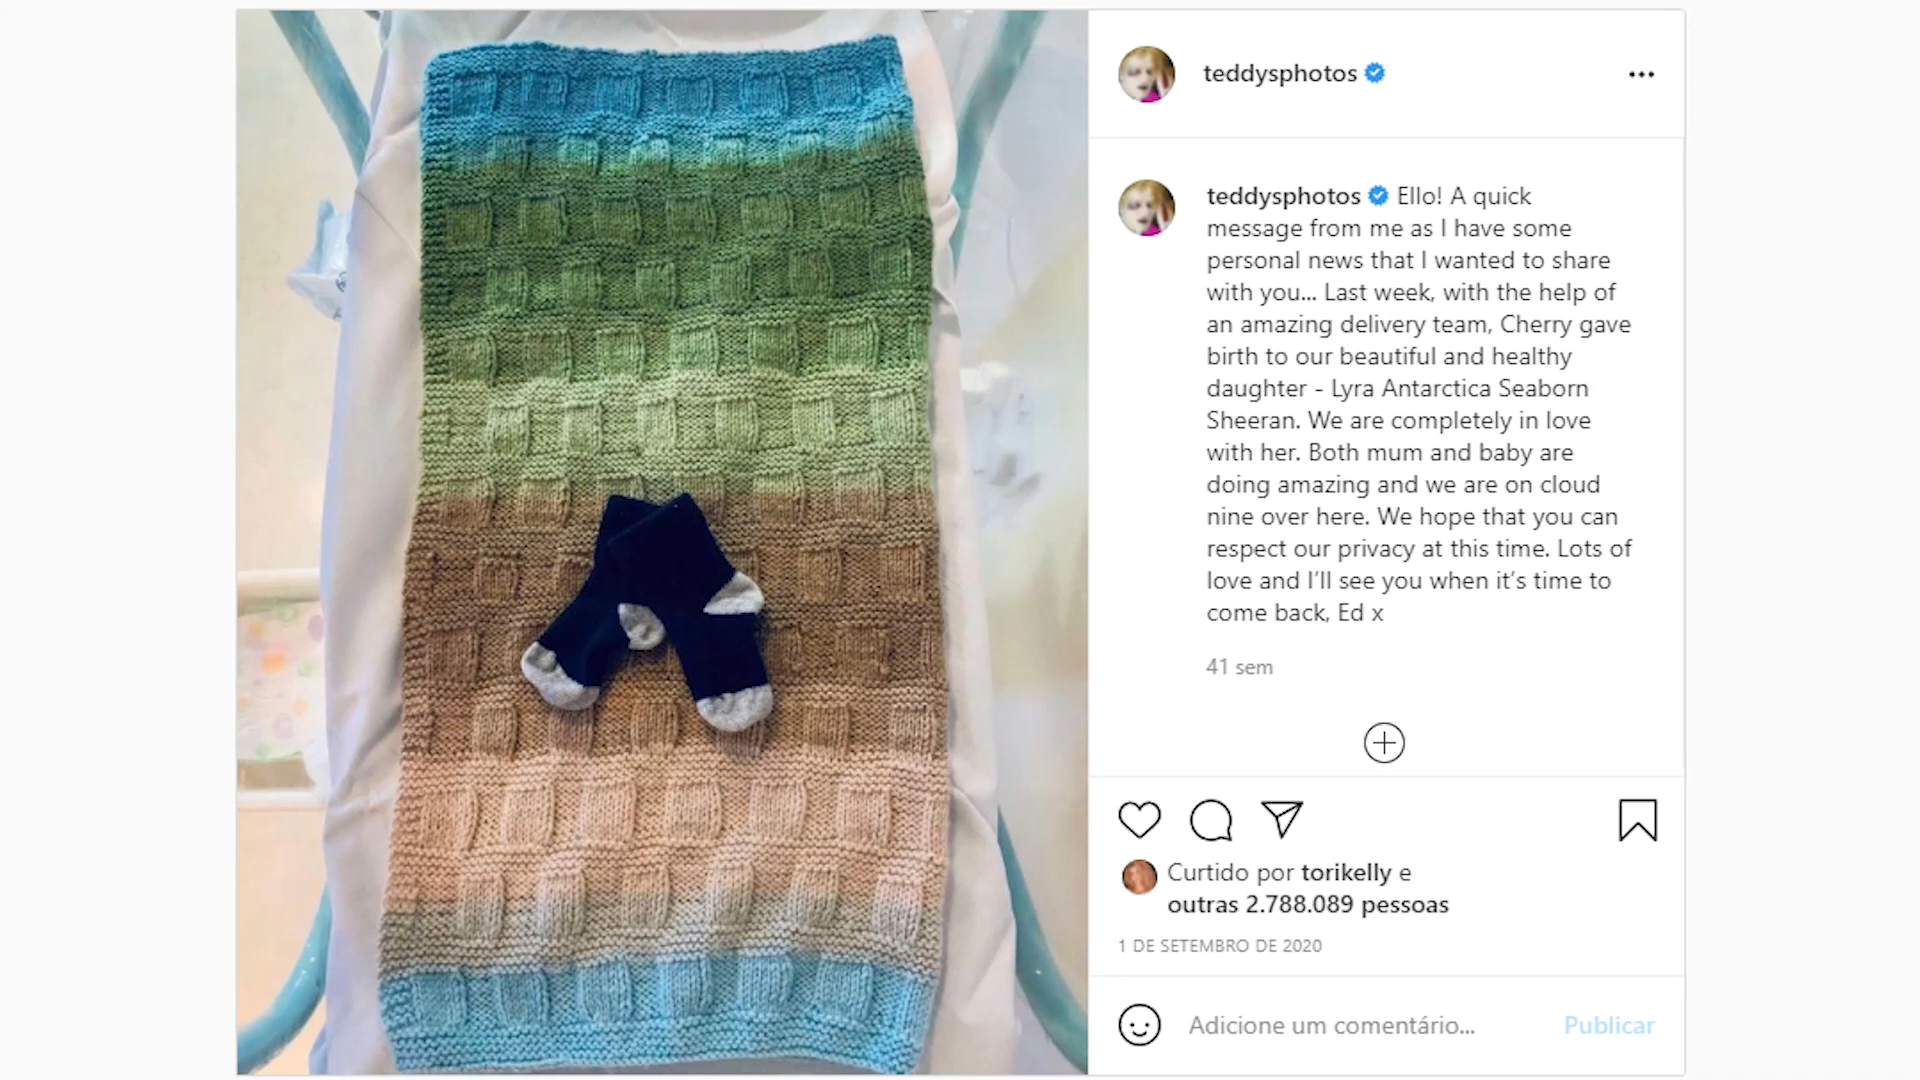 teddysphotos
teddysphotos Ello! A quick
message from me as I have some
personal news that I wanted to share
with you... Last week, with the help of
an amazing delivery team, Cherry gave
birth to our beautiful and healthy
daughter - Lyra Antarctica Seaborn
Sheeran. We are completely in love
with her. Both mum and baby are
doing amazing and we are on cloud
nine over here. We hope that you can
respect our privacy at this time. Lots of
love and I’ll see you when it’s time to
come back, Ed x
41 sem
Curtido por torikelly e
outras 2.788.089 pessoas
1 DE SETEMBRO DE 2020
Adicione um comentário...
Publicar